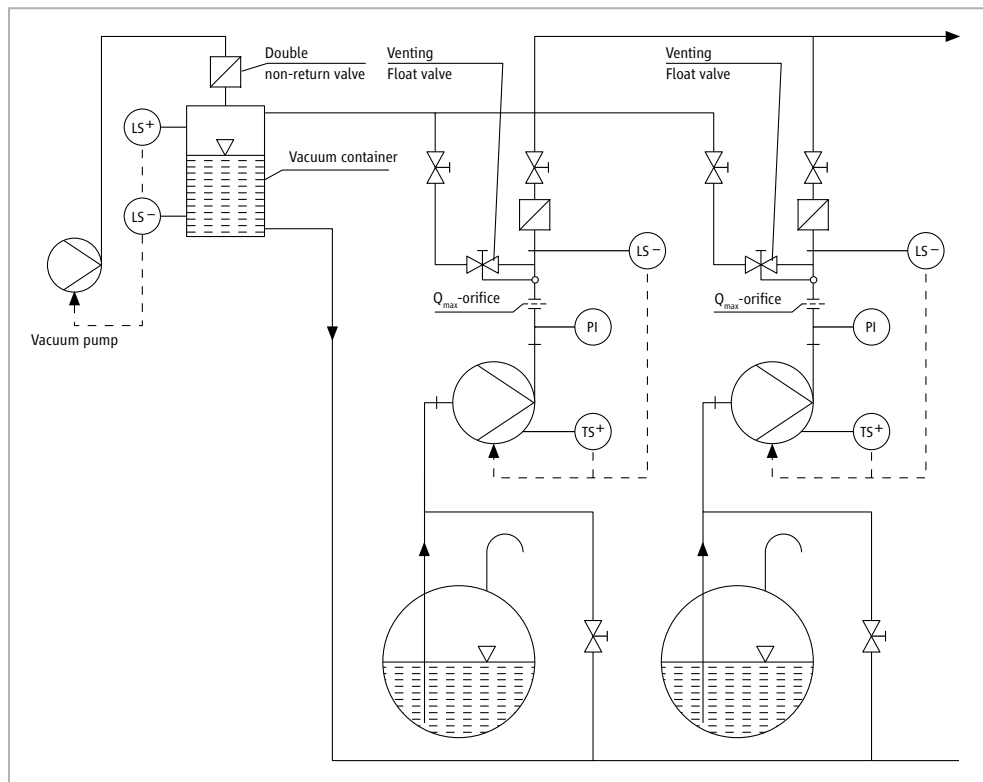 Double
non-return valve
Venting
Float valve
Venting
Float valve
LS+
Vacuum container
LS−
LS−
LS−
Qmax-orifice
Qmax-orifice
PI
PI
Vacuum pump
TS+
TS+